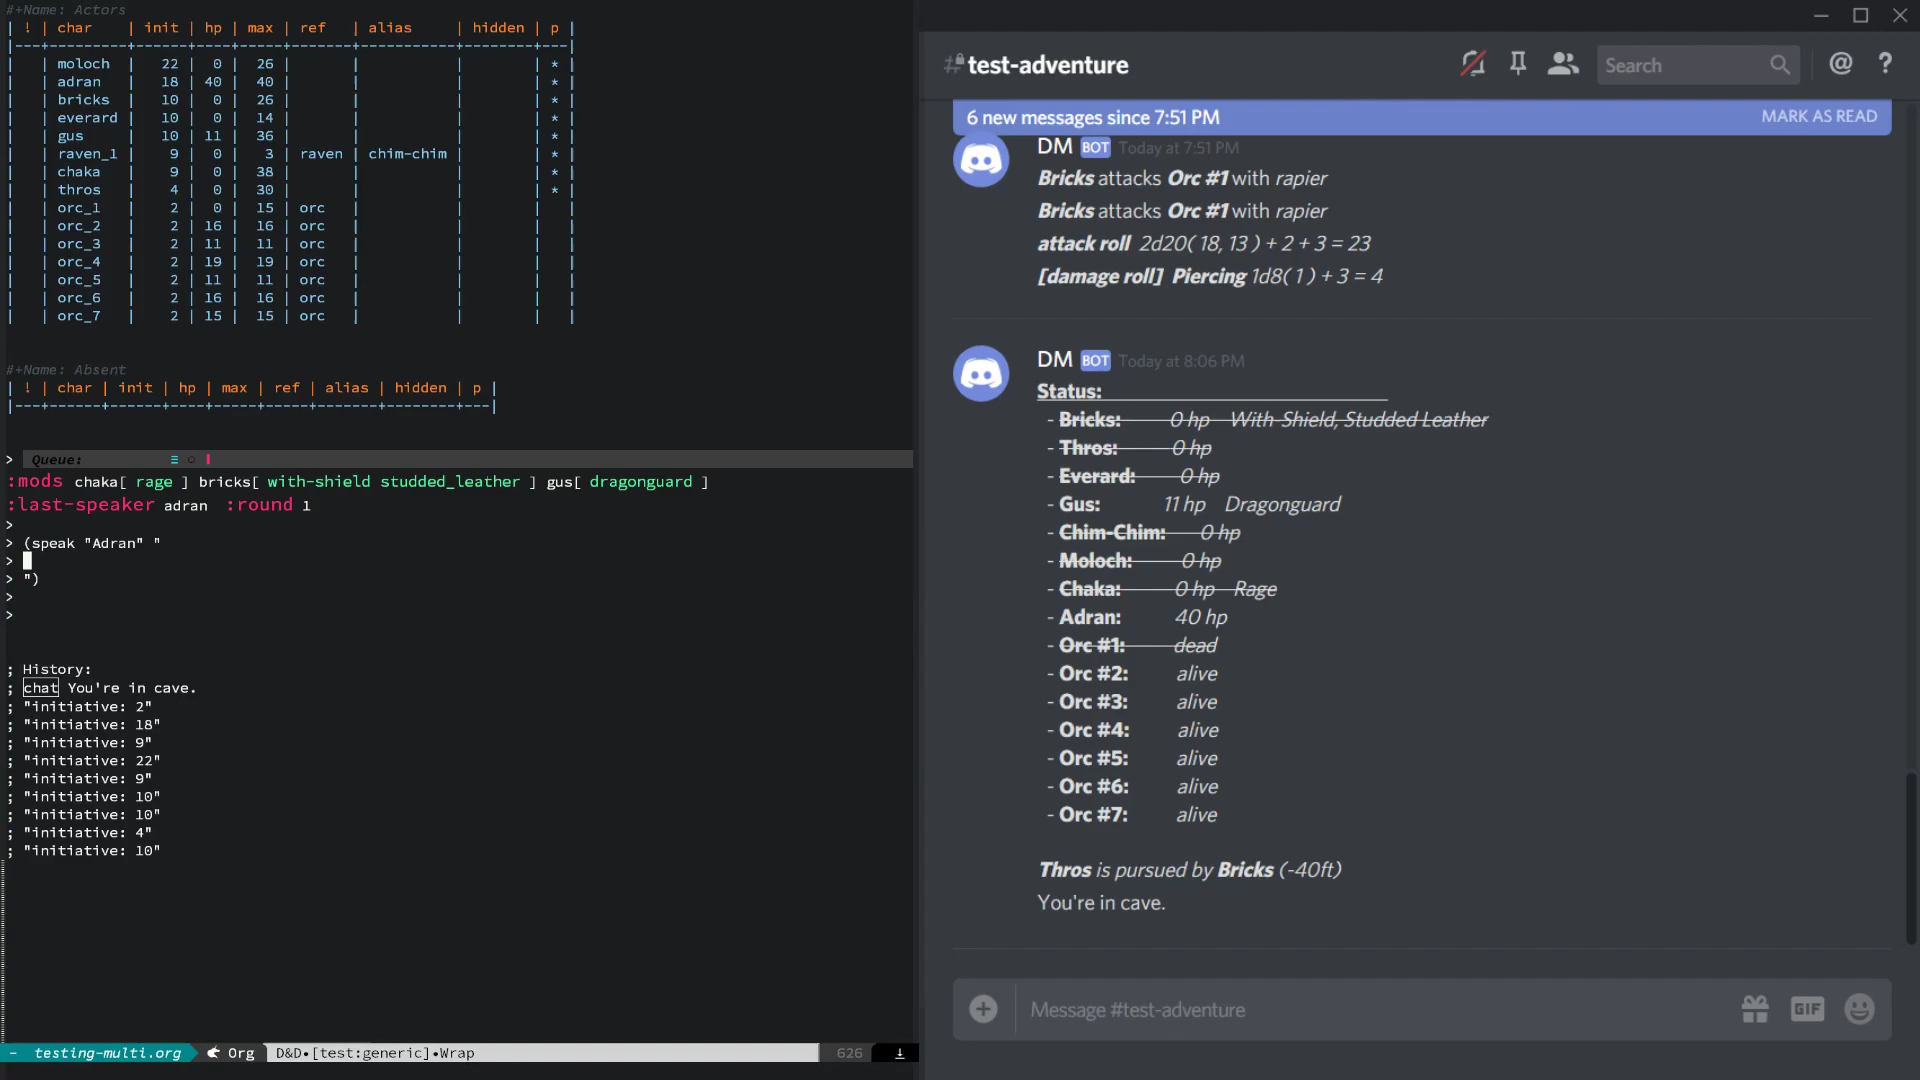 #+Name: Actors
| ! | char | init | hp | max | ref | alias | hidden | p |
|---+---------+------+----+-----+-------+----------+--------+---|
| | moloch | 22 | 0 | 26 | | | | * |
| | adran | 18 | 40 | 40 | | | | * |
| | bricks | 10 | 0 | 26 | | | | * |
| | everard | 10 | 0 | 14 | | | | * |
| | gus | 10 | 11 | 36 | | | | * |
| | raven_1 | 9 | 0 | 3 | raven | chim-chim | | * |
| | chaka | 9 | 0 | 38 | | | | * |
| | thros | 4 | 0 | 30 | | | | * |
| | orc_1 | 2 | 0 | 15 | orc | | | |
| | orc_2 | 2 | 16 | 16 | orc | | | |
| | orc_3 | 2 | 11 | 11 | orc | | | |
| | orc_4 | 2 | 19 | 19 | orc | | | |
| | orc_5 | 2 | 11 | 11 | orc | | | |
| | orc_6 | 2 | 16 | 16 | orc | | | |
| | orc_7 | 2 | 15 | 15 | orc | | | |
#+Name: Absent
| ! | char | init | hp | max | ref | alias | hidden | p |
|---+------+------+----+-----+-----+-------+--------+---|
> Queue: ≡ ○ |
:mods chaka[ rage ] bricks[ with-shield studded_leather ] gus[ dragonguard ]
:last-speaker adran :round 1
>
> (speak "Adran" "
>
> ")
>
>
; History:
; chat You're in cave.
; "initiative: 2"
; "initiative: 18"
; "initiative: 9"
; "initiative: 22"
; "initiative: 9"
; "initiative: 10"
; "initiative: 10"
; "initiative: 4"
; "initiative: 10"
- testing-multi.org Org D&D•[test:generic]•Wrap 626 ⤓
# test-adventure
Search
@ ?
6 new messages since 7:51 PM MARK AS READ
DM BOT Today at 7:51 PM
Bricks attacks Orc #1 with rapier
Bricks attacks Orc #1 with rapier
attack roll 2d20( 18, 13 ) + 2 + 3 = 23
[damage roll] Piercing 1d8( 1 ) + 3 = 4
DM BOT Today at 8:06 PM
Status:
- Bricks: 0 hp With-Shield, Studded Leather
- Thros: 0 hp
- Everard: 0 hp
- Gus: 11 hp Dragonguard
- Chim-Chim: 0 hp
- Moloch: 0 hp
- Chaka: 0 hp Rage
- Adran: 40 hp
- Orc #1: dead
- Orc #2: alive
- Orc #3: alive
- Orc #4: alive
- Orc #5: alive
- Orc #6: alive
- Orc #7: alive
Thros is pursued by Bricks (-40ft)
You're in cave.
Message #test-adventure
GIF